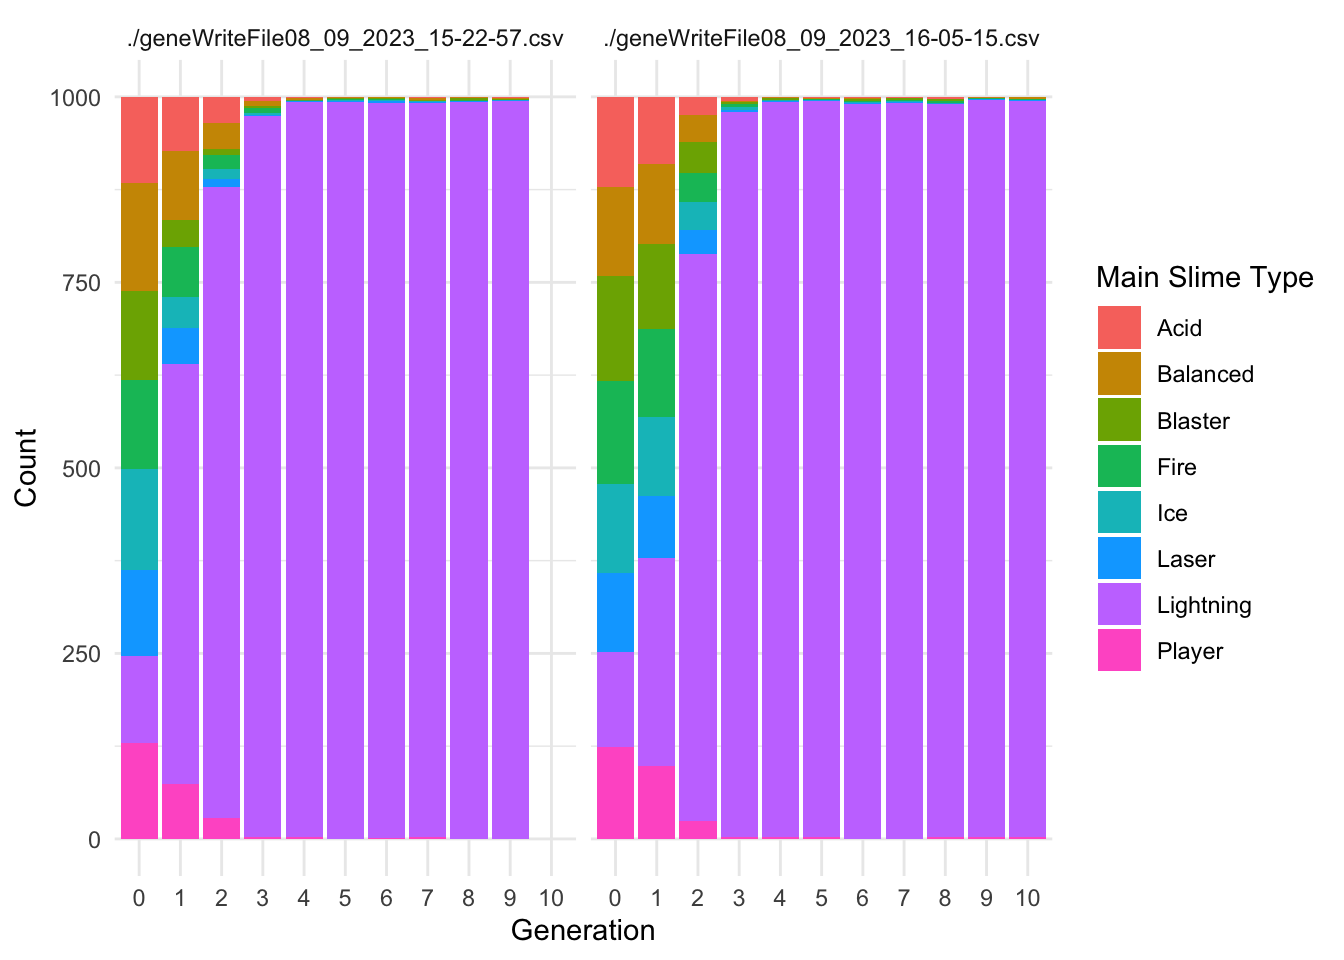 ./geneWriteFile08_09_2023_15-22-57.csv
./geneWriteFile08_09_2023_16-05-15.csv
1000
750
500
250
0
Count
0 1 2 3 4 5 6 7 8 9 10
0 1 2 3 4 5 6 7 8 9 10
Generation
Main Slime Type
Acid
Balanced
Blaster
Fire
Ice
Laser
Lightning
Player